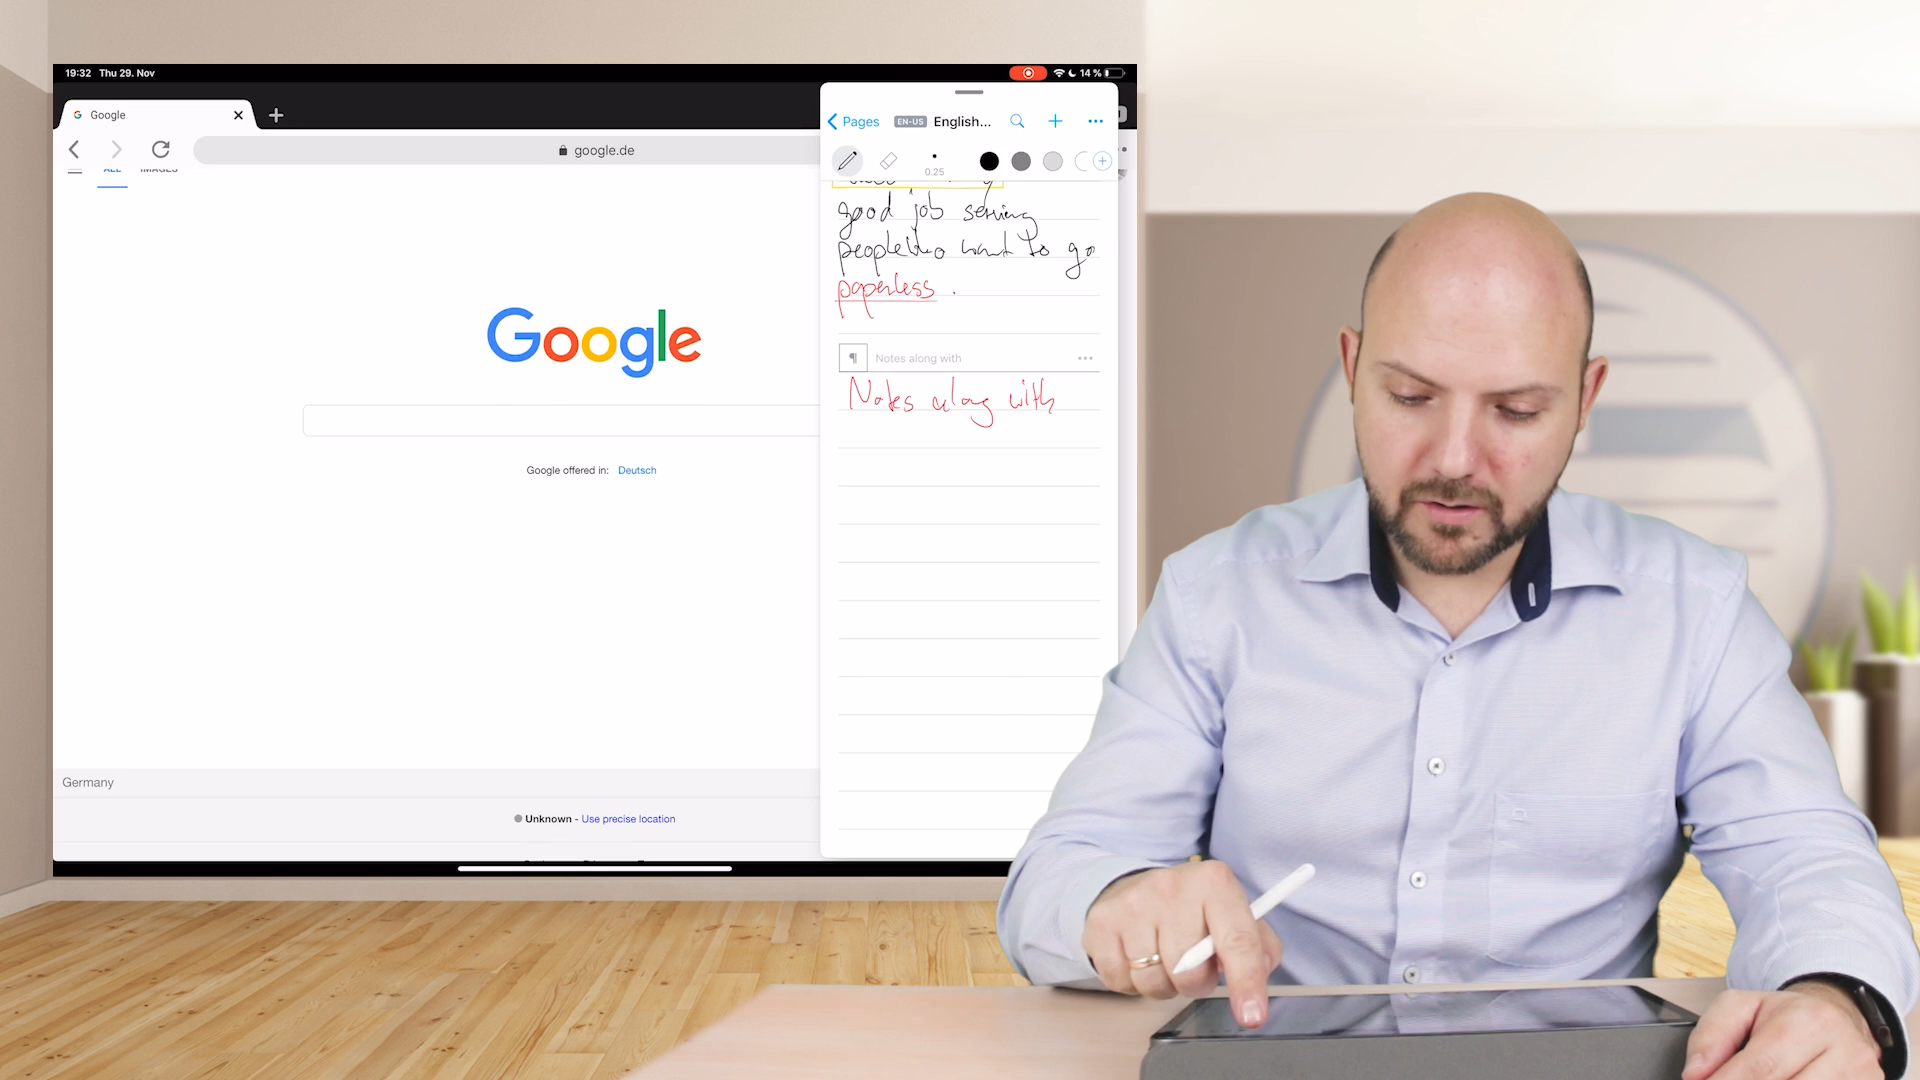 19:32 Thu 29. Nov
14 %
Google
google.de
ALL IMAGES
Google
Google offered in: Deutsch
Germany
Unknown - Use precise location
Pages EN-US English...
0.25
good job serving
people who want to go
paperless.
Notes along with
Notes along with